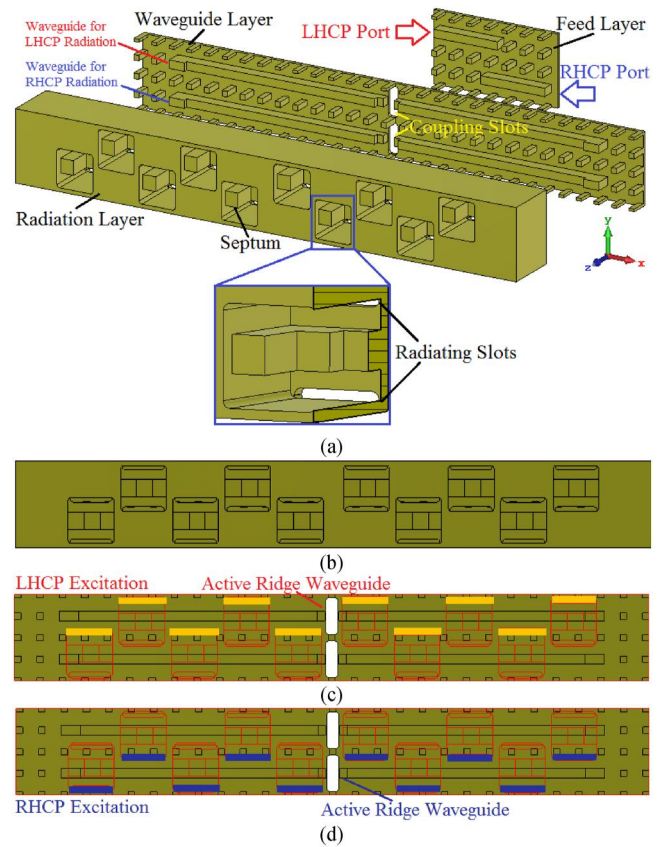 Waveguide Layer
Waveguide for
LHCP Radiation
LHCP Port
Feed Layer
Waveguide for
RHCP Radiation
RHCP Port
Coupling Slots
Radiation Layer
Septum
y
z
x
Radiating Slots
(a)
(b)
LHCP Excitation
Active Ridge Waveguide
(c)
RHCP Excitation
Active Ridge Waveguide
(d)